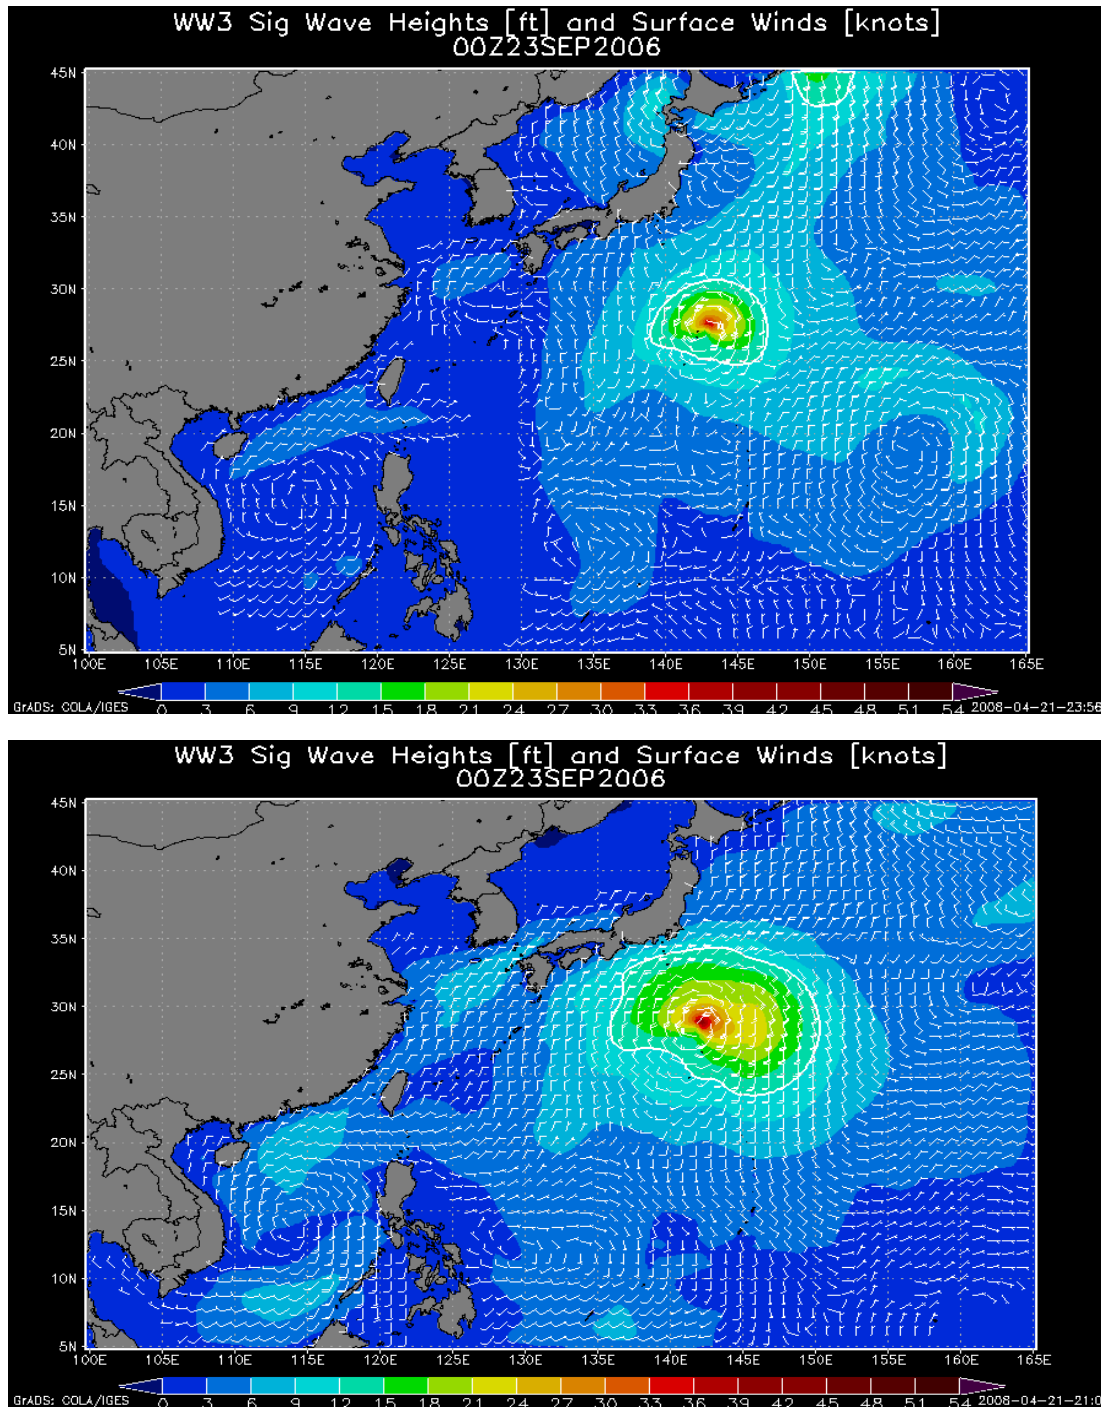 WW3 Sig Wave Heights [ft] and Surface Winds [knots]
00Z23SEP2006
45N
40N
35N
30N
25N
20N
15N
10N
5N
100E 105E 110E 115E 120E 125E 130E 135E 140E 145E 150E 155E 160E 165E
0 3 6 9 12 15 18 21 24 27 30 33 36 39 42 45 48 51 54
GrADS: COLA/IGES 2008-04-21-23:56
WW3 Sig Wave Heights [ft] and Surface Winds [knots]
00Z23SEP2006
45N
40N
35N
30N
25N
20N
15N
10N
5N
100E 105E 110E 115E 120E 125E 130E 135E 140E 145E 150E 155E 160E 165E
0 3 6 9 12 15 18 21 24 27 30 33 36 39 42 45 48 51 54
GrADS: COLA/IGES 2008-04-21-21:0